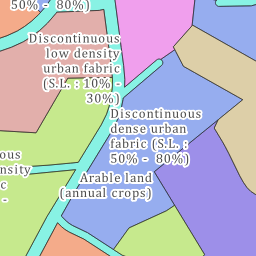 50% - 80%)
Discontinuous
low density
urban fabric
(S.L. : 10% -
30%)
Discontinuous
dense urban
fabric (S.L. :
50% - 80%)
Arable land
(annual crops)
-